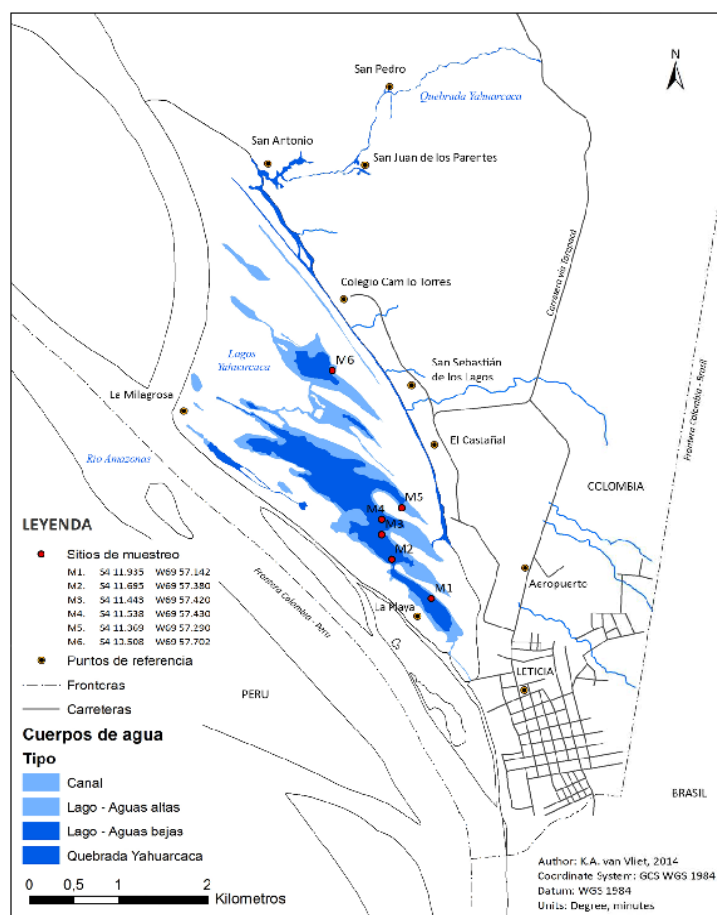 N
San Pedro
Quebrada Yahuarcaca
San Antonio
San Juan de los Parentes
Carretera vía Tarapacá
Colegio Camilo Torres
Lagos
Yahuarcaca
M6
San Sebastián
de los Lagos
La Milagrosa
Frontera Colombia - Brasil
El Castañal
Rio Amazonas
COLOMBIA
M5
M4
M3
M2
Aeropuerto
M1
La Playa
Frontera Colombia - Peru
LETICIA
PERU
BRASIL
LEYENDA
Sitios de muestreo
M1. S4 11.935 W69 57.142
M2. S4 11.695 W69 57.380
M3. S4 11.443 W69 57.420
M4. S4 11.538 W69 57.430
M5. S4 11.369 W69 57.290
M6. S4 10.508 W69 57.702
Puntos de referencia
Fronteras
Carreteras
Cuerpos de agua
Tipo
Canal
Lago - Aguas altas
Lago - Aguas bajas
Quebrada Yahuarcaca
0 0,5 1 2
Kilometros
Author: K.A. van Vliet, 2014
Coordinate System: GCS WGS 1984
Datum: WGS 1984
Units: Degree, minutes